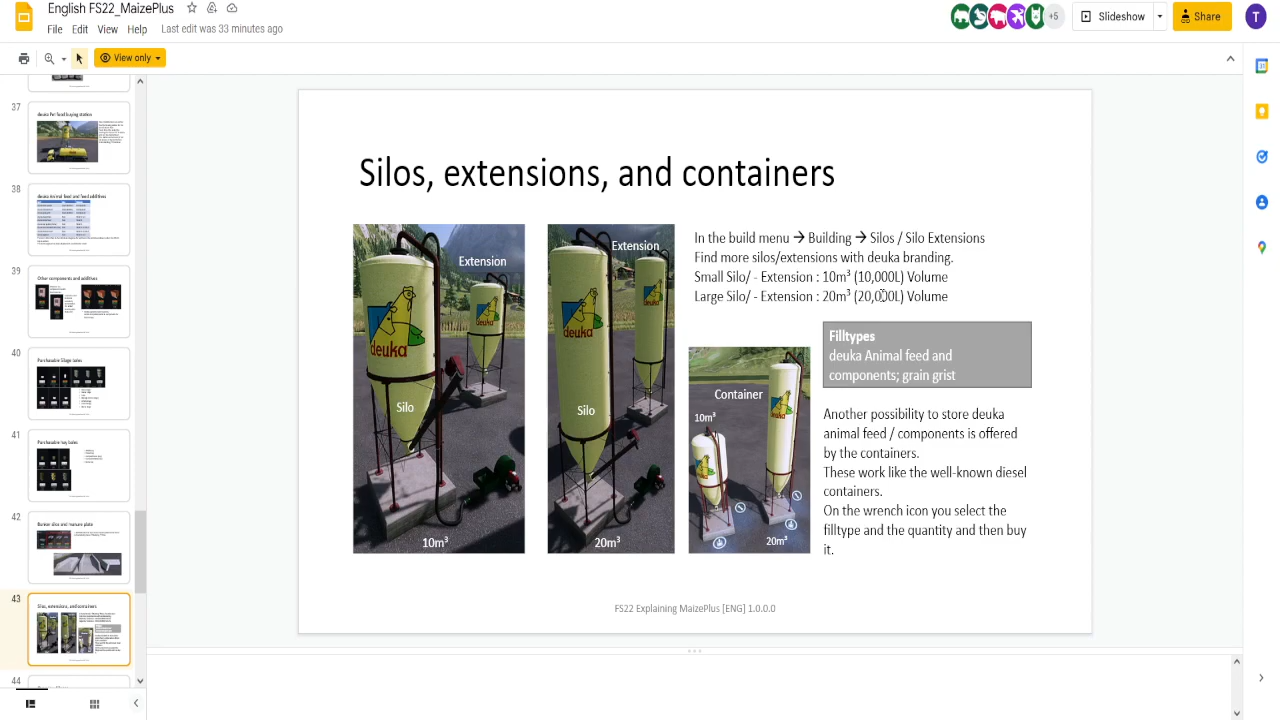 English FS22_MaizePlus
File Edit View Help Last edit was 33 minutes ago
+5
Slideshow
Share
T
View only
37
deuka Pet food buying station
38
deuka Animal feed and feed additives
39
Other components and additives
40
Purchasable Silage bales
41
Purchasable hay bales
42
Bunker silos and manure plate
43
Silos, extensions, and containers
44
Silos, extensions, and containers
Extension
deuka
Silo
10m³
Extension
deuka
Silo
20m³
In the build menu → Building → Silos / Silo Extensions
Find more silos/extensions with deuka branding.
Small Slo/ - Extension : 10m³ (10,000L) Volume
Large Silo/ - Extension : 20m³ (20,000L) Volume
Container
10m³
20m³
Filltypes
deuka Animal feed and
components; grain grist
Another possibility to store deuka
animal feed / components is offered
by the containers.
These work like the well-known diesel
containers.
On the wrench icon you select the
filltype and the quantity and then buy
it.
FS22 Explaining MaizePlus [ENG] 1.0.0.0